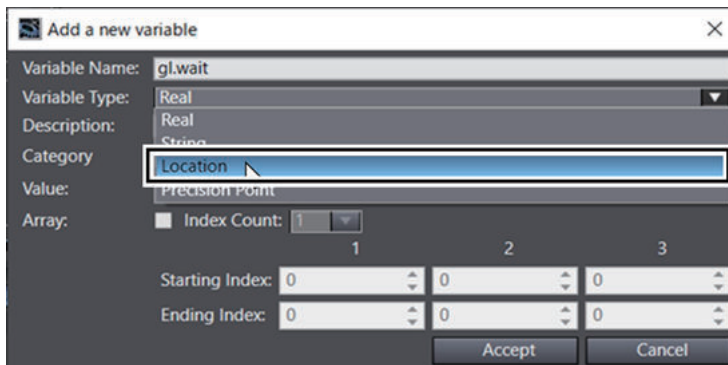 Add a new variable
Variable Name: gl.wait
Variable Type: Real
Description: Real
String
Category
Location
Value: Precision Point
Array: Index Count: 1
1 2 3
Starting Index: 0 0 0
Ending Index: 0 0 0
Accept Cancel